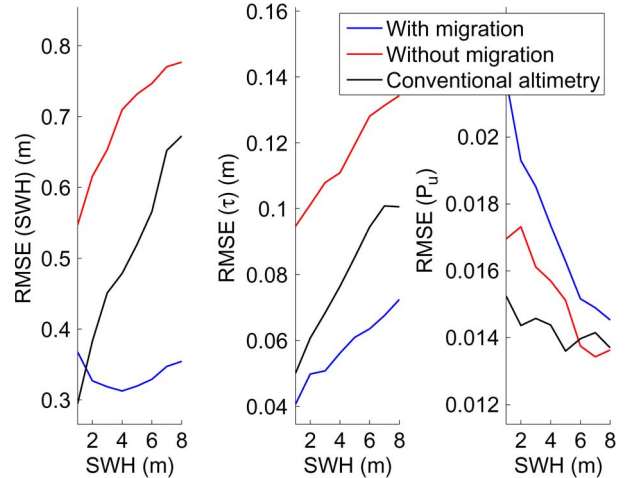 With migration
Without migration
Conventional altimetry
RMSE (SWH) (m)
0.8
0.7
0.6
0.5
0.4
0.3
2 4 6 8
SWH (m)
RMSE (τ) (m)
0.16
0.14
0.12
0.1
0.08
0.06
0.04
2 4 6 8
SWH (m)
RMSE (Pu)
0.02
0.018
0.016
0.014
0.012
2 4 6 8
SWH (m)